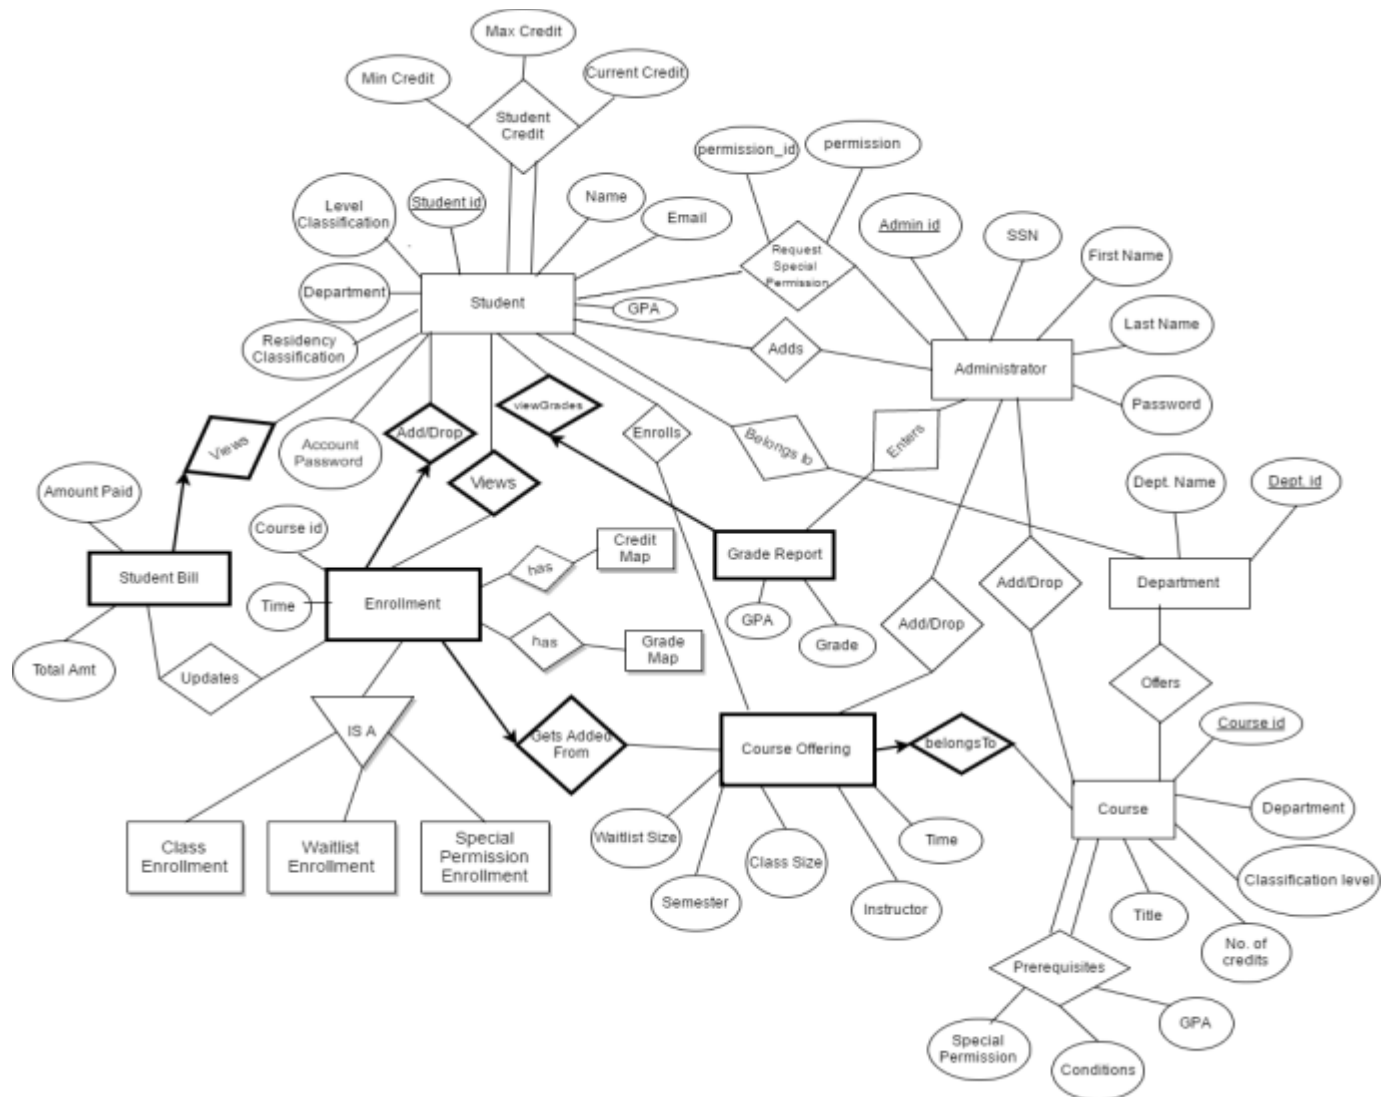 Max Credit
Min Credit
Current Credit
Student
Credit
permission_id
permission
Level
Classification
Student id
Name
Email
Admin id
SSN
First Name
Request
Special
Permission
Department
Student
GPA
Residency
Classification
Adds
Last Name
Administrator
Password
viewGrades
Views
Account
Password
Add/Drop
Enrolls
Belongs to
Enters
Views
Amount Paid
Course id
Dept. Name
Dept. id
Credit
Map
Grade Report
Student Bill
has
Department
Add/Drop
Time
Enrollment
GPA
Grade
Add/Drop
has
Grade
Map
Total Amt
Updates
Offers
IS A
Gets Added
From
Course Offering
belongsTo
Course id
Course
Department
Class
Enrollment
Waitlist
Enrollment
Special
Permission
Enrollment
Waitlist Size
Class Size
Time
Classification level
Semester
Instructor
Title
No. of
credits
Prerequisites
GPA
Special
Permission
Conditions